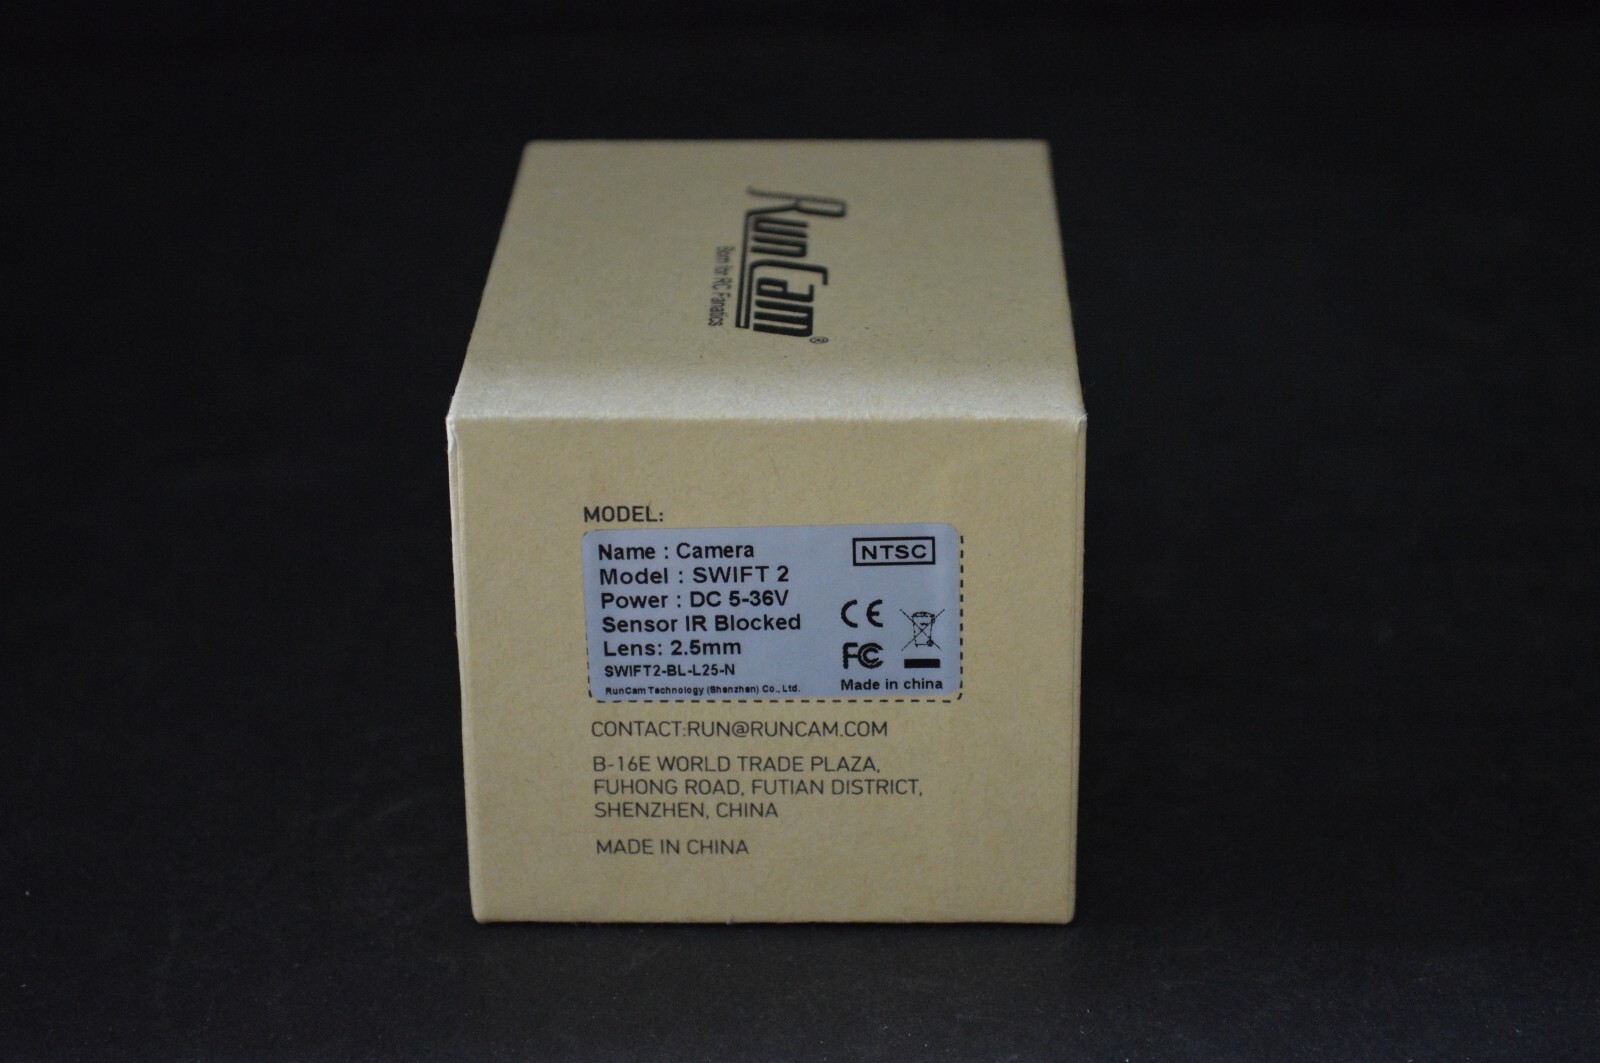 RunCam®
Born for RC Fanatics
MODEL:
Name : Camera
NTSC
Model : SWIFT 2
Power : DC 5-36V
Sensor IR Blocked
CE
Lens: 2.5mm
FC
SWIFT2-BL-L25-N
RunCam Technology (Shenzhen) Co., Ltd.
Made in china
CONTACT:RUN@RUNCAM.COM
B-16E WORLD TRADE PLAZA,
FUHONG ROAD, FUTIAN DISTRICT,
SHENZHEN, CHINA
MADE IN CHINA